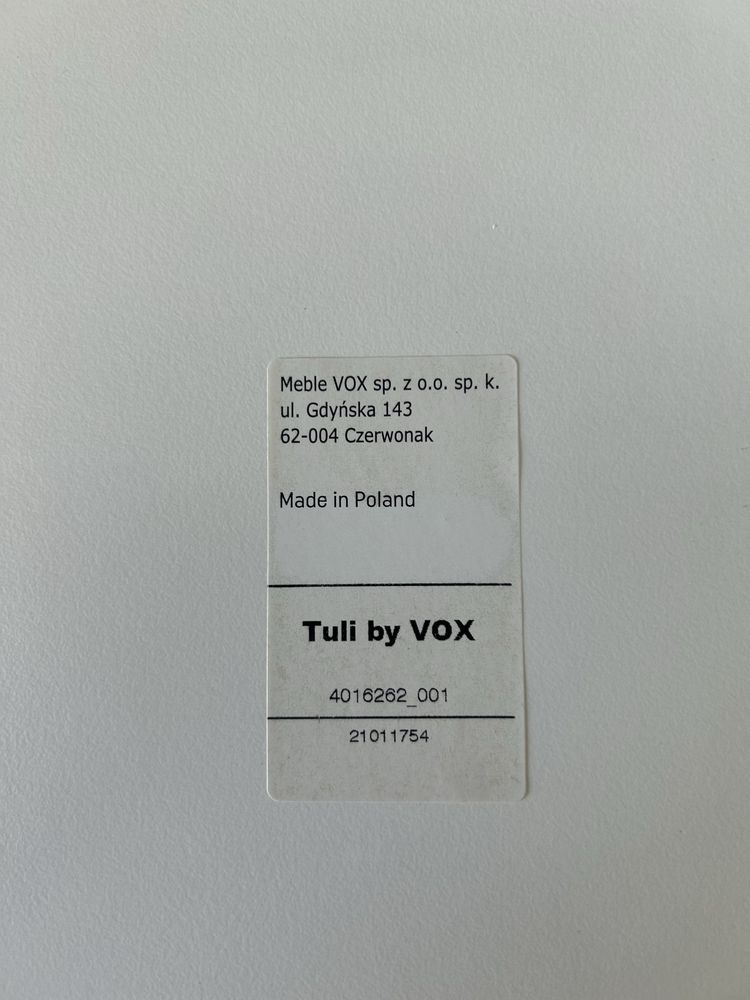 Meble VOX sp. z o.o. sp. k.
ul. Gdyńska 143
62-004 Czerwonak
Made in Poland
Tuli by VOX
4016262_001
21011754